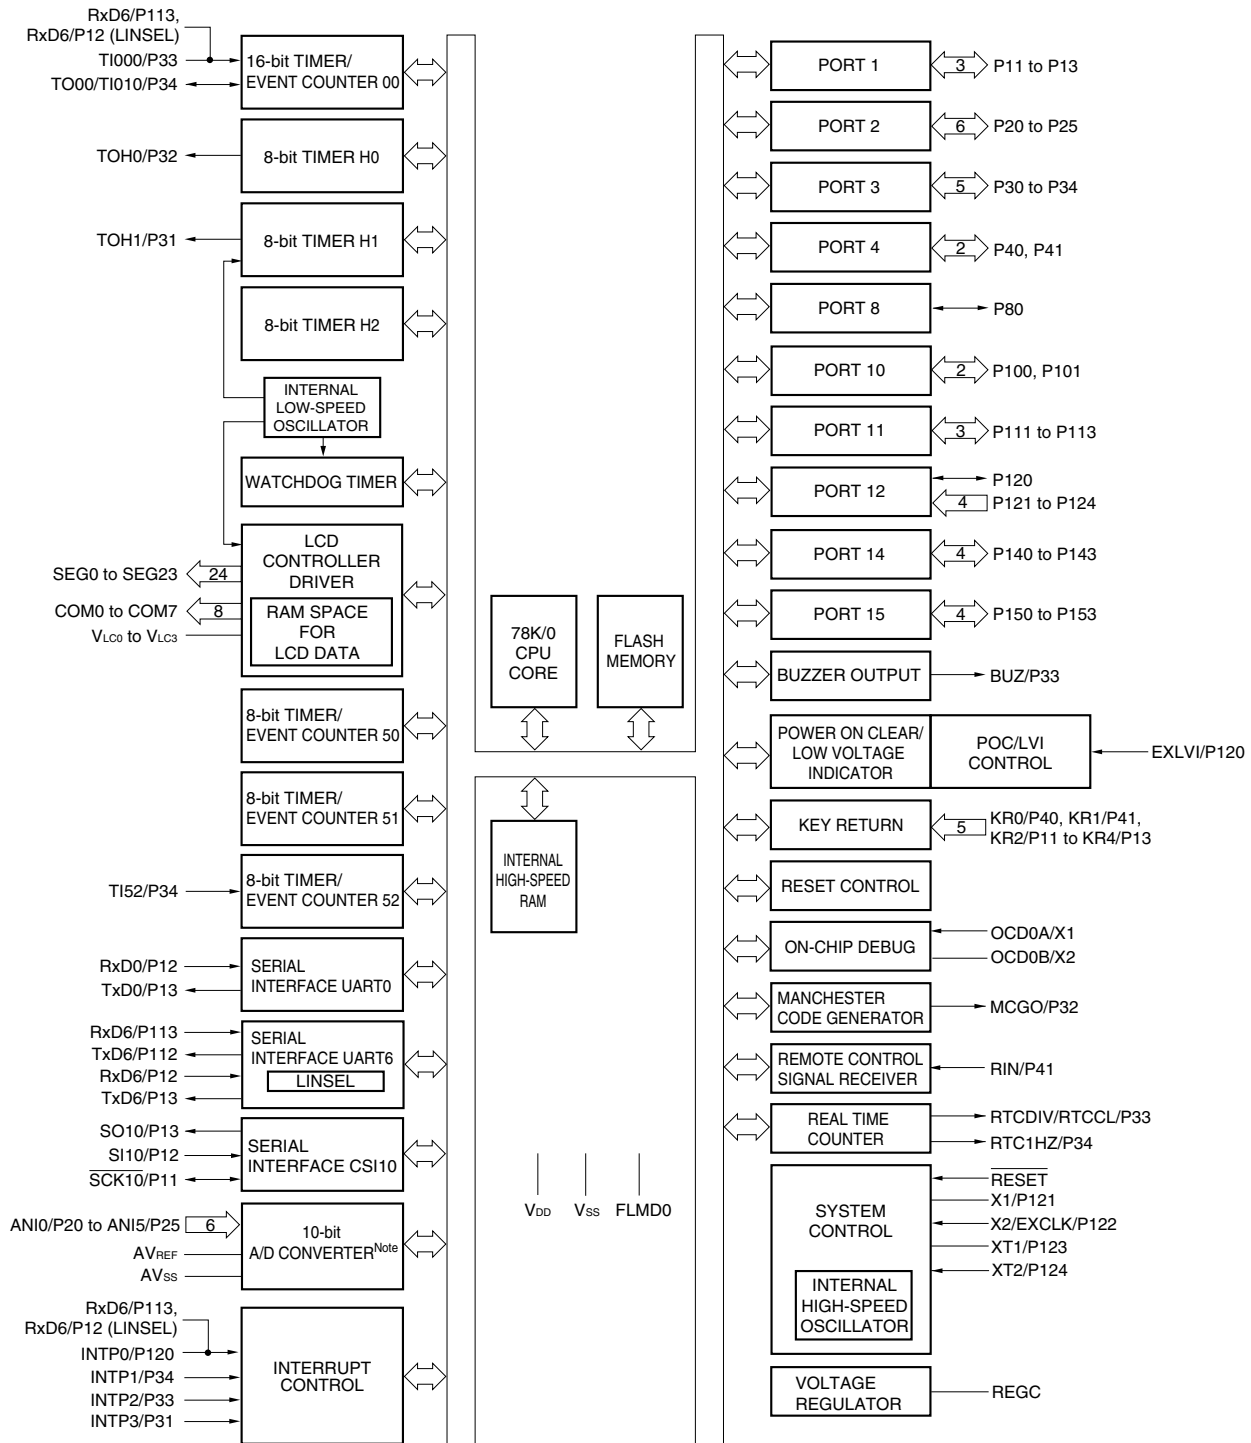 RxD6/P113,
RxD6/P12 (LINSEL)
TI000/P33
TO00/TI010/P34
16-bit TIMER/
EVENT COUNTER 00
TOH0/P32
8-bit TIMER H0
TOH1/P31
8-bit TIMER H1
8-bit TIMER H2
INTERNAL
LOW-SPEED
OSCILLATOR
WATCHDOG TIMER
LCD
CONTROLLER
DRIVER
SEG0 to SEG23
24
COM0 to COM7
8
VLC0 to VLC3
RAM SPACE
FOR
LCD DATA
8-bit TIMER/
EVENT COUNTER 50
8-bit TIMER/
EVENT COUNTER 51
TI52/P34
8-bit TIMER/
EVENT COUNTER 52
RxD0/P12
TxD0/P13
SERIAL
INTERFACE UART0
RxD6/P113
TxD6/P112
RxD6/P12
TxD6/P13
SERIAL
INTERFACE UART6
LINSEL
SO10/P13
SI10/P12
SCK10/P11
SERIAL
INTERFACE CSI10
ANI0/P20 to ANI5/P25
6
AVREF
AVSS
10-bit
A/D CONVERTERNote
RxD6/P113,
RxD6/P12 (LINSEL)
INTP0/P120
INTP1/P34
INTP2/P33
INTP3/P31
INTERRUPT
CONTROL
78K/0
CPU
CORE
FLASH
MEMORY
INTERNAL
HIGH-SPEED
RAM
VDD
VSS
FLMD0
PORT 1
3
P11 to P13
PORT 2
6
P20 to P25
PORT 3
5
P30 to P34
PORT 4
2
P40, P41
PORT 8
P80
PORT 10
2
P100, P101
PORT 11
3
P111 to P113
PORT 12
P120
4
P121 to P124
PORT 14
4
P140 to P143
PORT 15
4
P150 to P153
BUZZER OUTPUT
BUZ/P33
POWER ON CLEAR/
LOW VOLTAGE
INDICATOR
POC/LVI
CONTROL
EXLVI/P120
KEY RETURN
5
KR0/P40, KR1/P41,
KR2/P11 to KR4/P13
RESET CONTROL
ON-CHIP DEBUG
OCD0A/X1
OCD0B/X2
MANCHESTER
CODE GENERATOR
MCGO/P32
REMOTE CONTROL
SIGNAL RECEIVER
RIN/P41
REAL TIME
COUNTER
RTCDIV/RTCCL/P33
RTC1HZ/P34
SYSTEM
CONTROL
RESET
X1/P121
X2/EXCLK/P122
XT1/P123
XT2/P124
INTERNAL
HIGH-SPEED
OSCILLATOR
VOLTAGE
REGULATOR
REGC